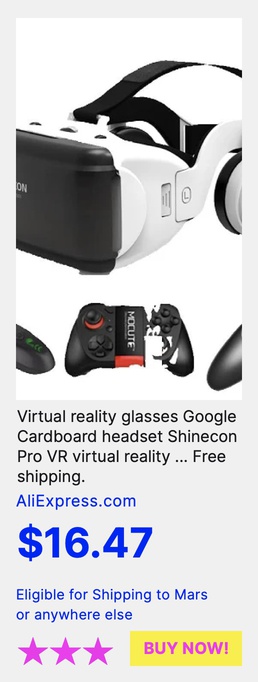 ON
MOCUTE
Virtual reality glasses Google
Cardboard headset Shinecon
Pro VR virtual reality ... Free
shipping.
AliExpress.com
$16.47
Eligible for Shipping to Mars
or anywhere else
BUY NOW!